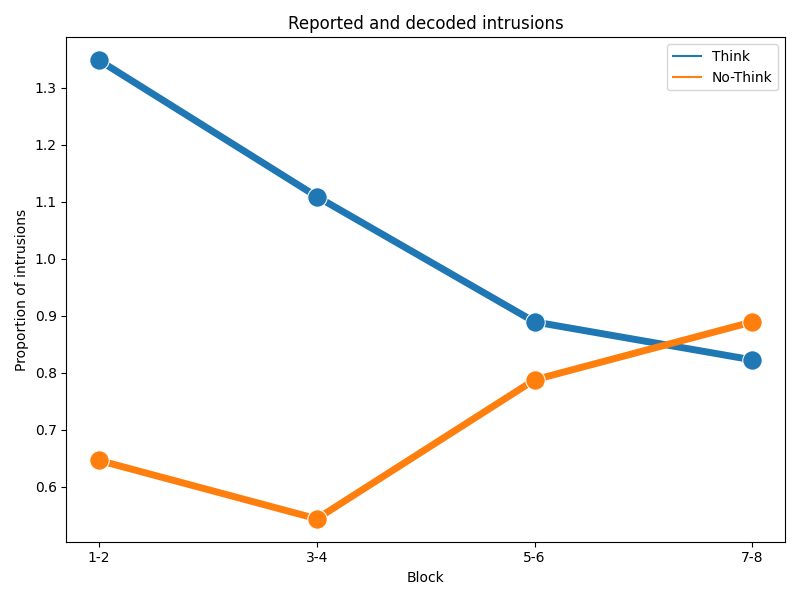 Reported and decoded intrusions
Think
No-Think
Proportion of intrusions
1.3
1.2
1.1
1.0
0.9
0.8
0.7
0.6
1-2
3-4
5-6
7-8
Block